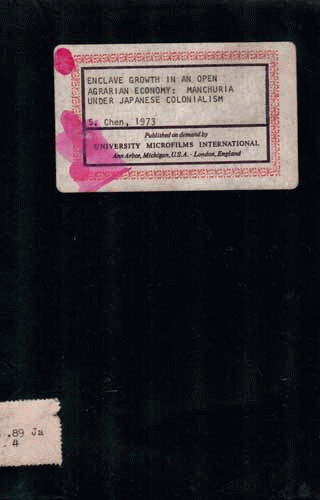 ENCLAVE GROWTH IN AN OPEN
AGRARIAN ECONOMY: MANCHURIA
UNDER JAPANESE COLONIALISM
S. Chen, 1973
Published on demand by
UNIVERSITY MICROFILMS INTERNATIONAL
Ann Arbor, Michigan, U.S.A. - London, England
.89 Ja
4